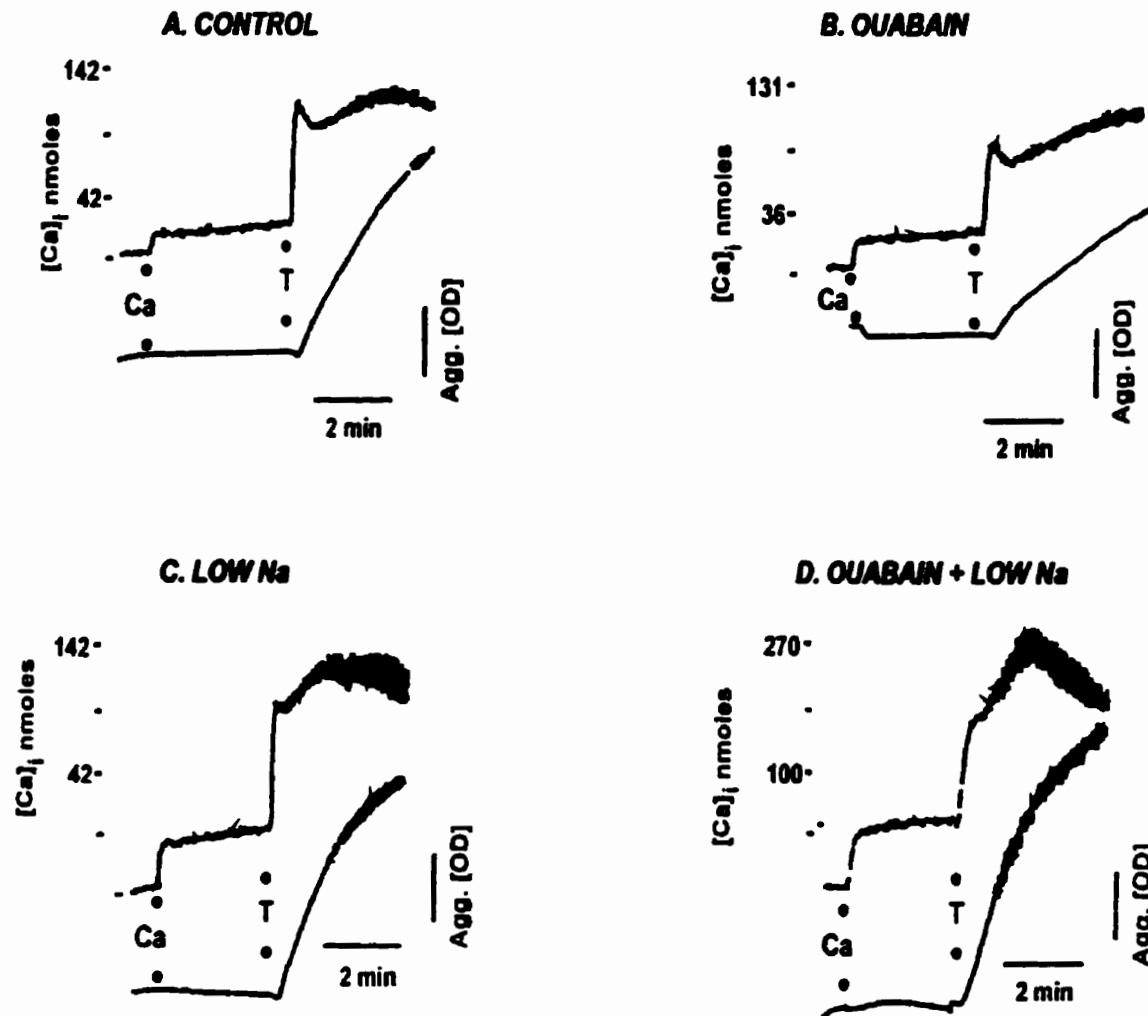 A. CONTROL
142-
42-
[Ca]i nmoles
Ca
T
Agg. [OD]
2 min
B. OUABAIN
131-
36-
[Ca]i nmoles
Ca
T
Agg. [OD]
2 min
C. LOW Na
142-
42-
[Ca]i nmoles
Ca
T
Agg. [OD]
2 min
D. OUABAIN + LOW Na
270-
100-
[Ca]i nmoles
Ca
T
Agg. [OD]
2 min